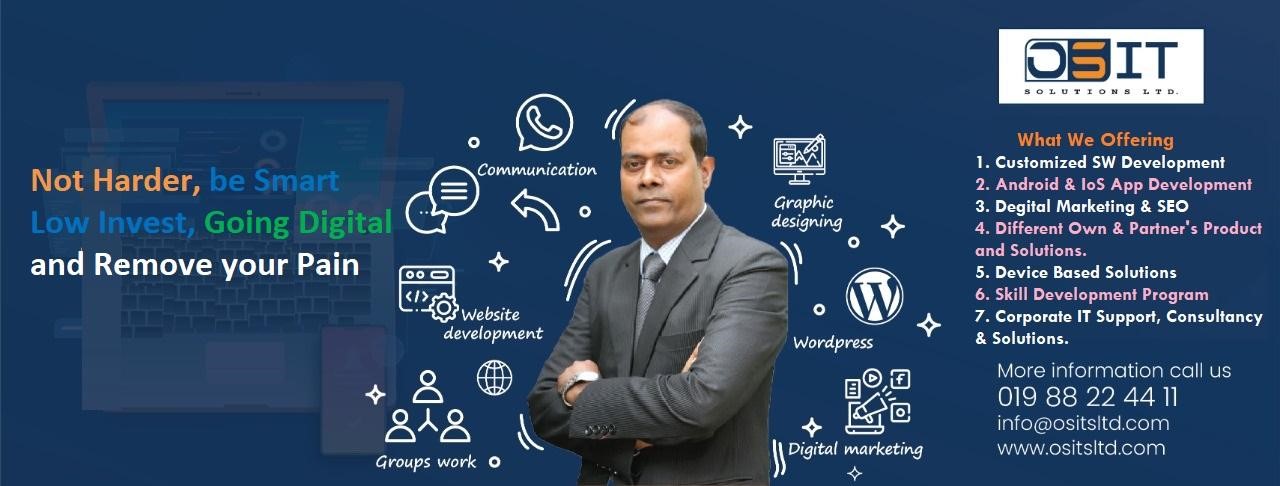 Not Harder, be Smart
Low Invest, Going Digital
and Remove your Pain
Communication
Website
development
Groups work
Graphic
designing
Wordpress
Digital marketing
OSIT
SOLUTIONS LTD.
What We Offering
1. Customized SW Development
2. Android & IoS App Development
3. Degital Marketing & SEO
4. Different Own & Partner's Product
and Solutions.
5. Device Based Solutions
6. Skill Development Program
7. Corporate IT Support, Consultancy
& Solutions.
More information call us
019 88 22 44 11
info@ositsltd.com
www.ositsltd.com